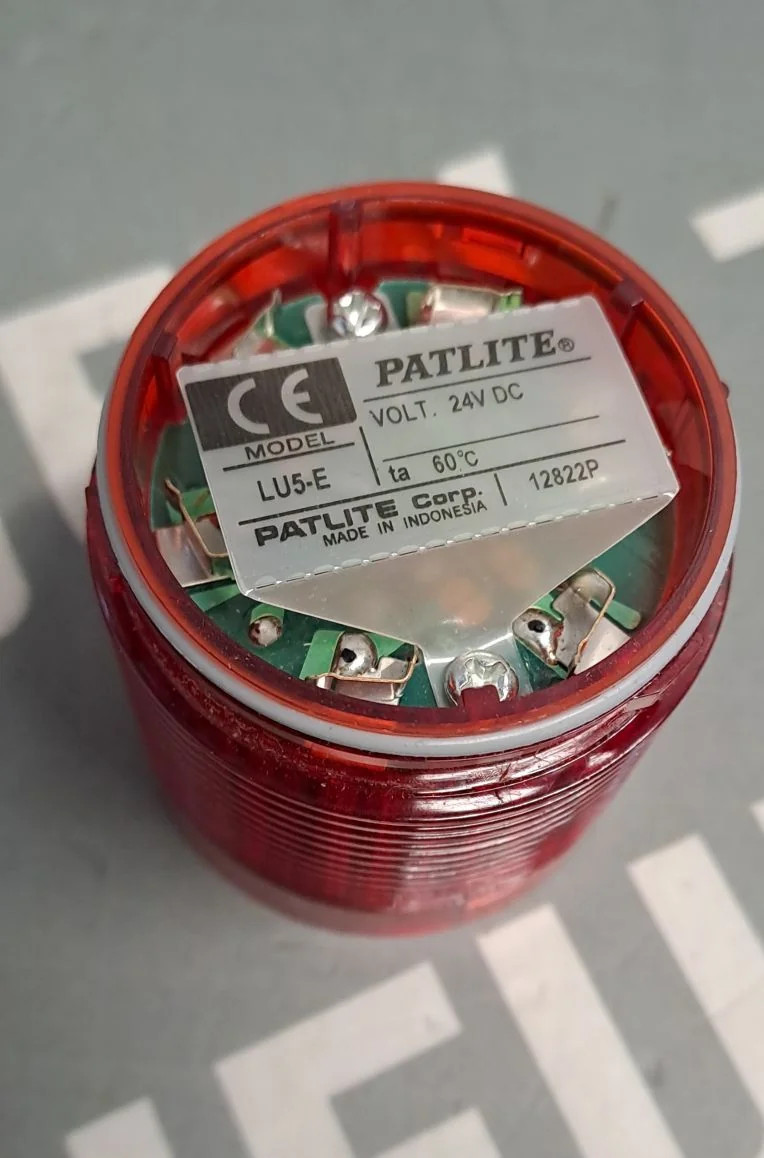 CE
PATLITE®
VOLT. 24V DC
MODEL
LU5-E
ta 60℃
PATLITE Corp.
MADE IN INDONESIA
12822P